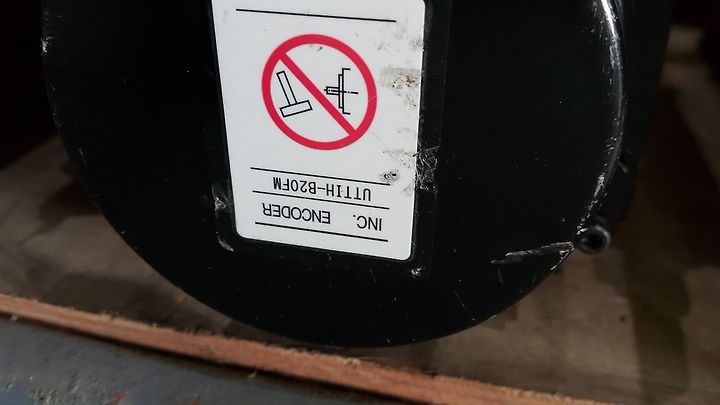 INC. ENCODER
UTTIH-B20FM